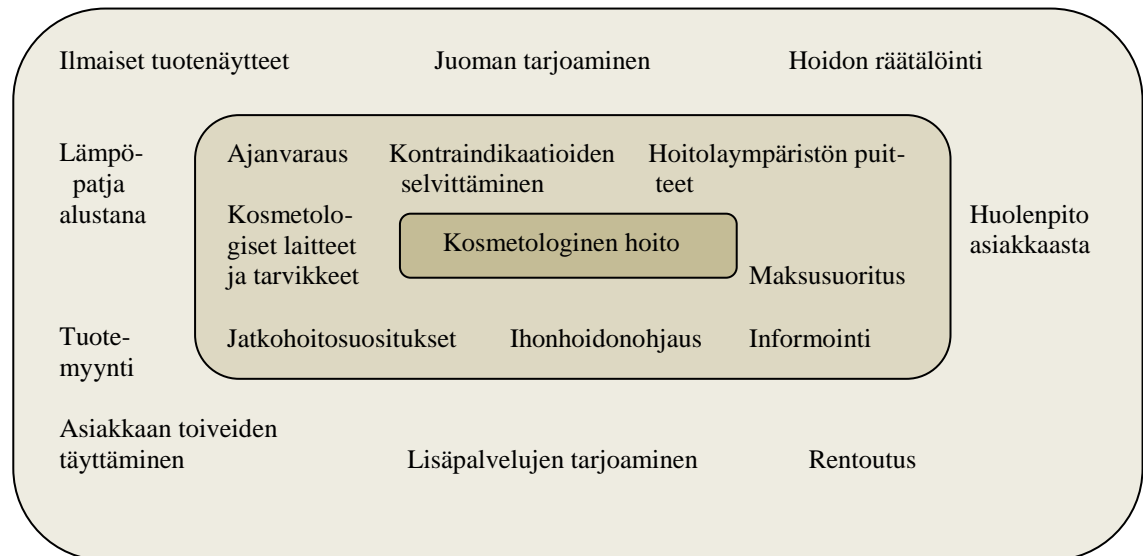 Ilmaiset tuotenäytteet Juoman tarjoaminen Hoidon räätälöinti
Lämpö-
patja
alustana
Ajanvaraus Kontraindikaatioiden
selvittäminen
Hoitolaympäristön puit-
teet
Kosmetolo-
giset laitteet
ja tarvikkeet
Kosmetologinen hoito
Maksusuoritus
Huolenpito
asiakkaasta
Tuote-
myynti
Jatkohoitosuositukset Ihonhoidonohjaus Informointi
Asiakkaan toiveiden
täyttäminen
Lisäpalvelujen tarjoaminen Rentoutus